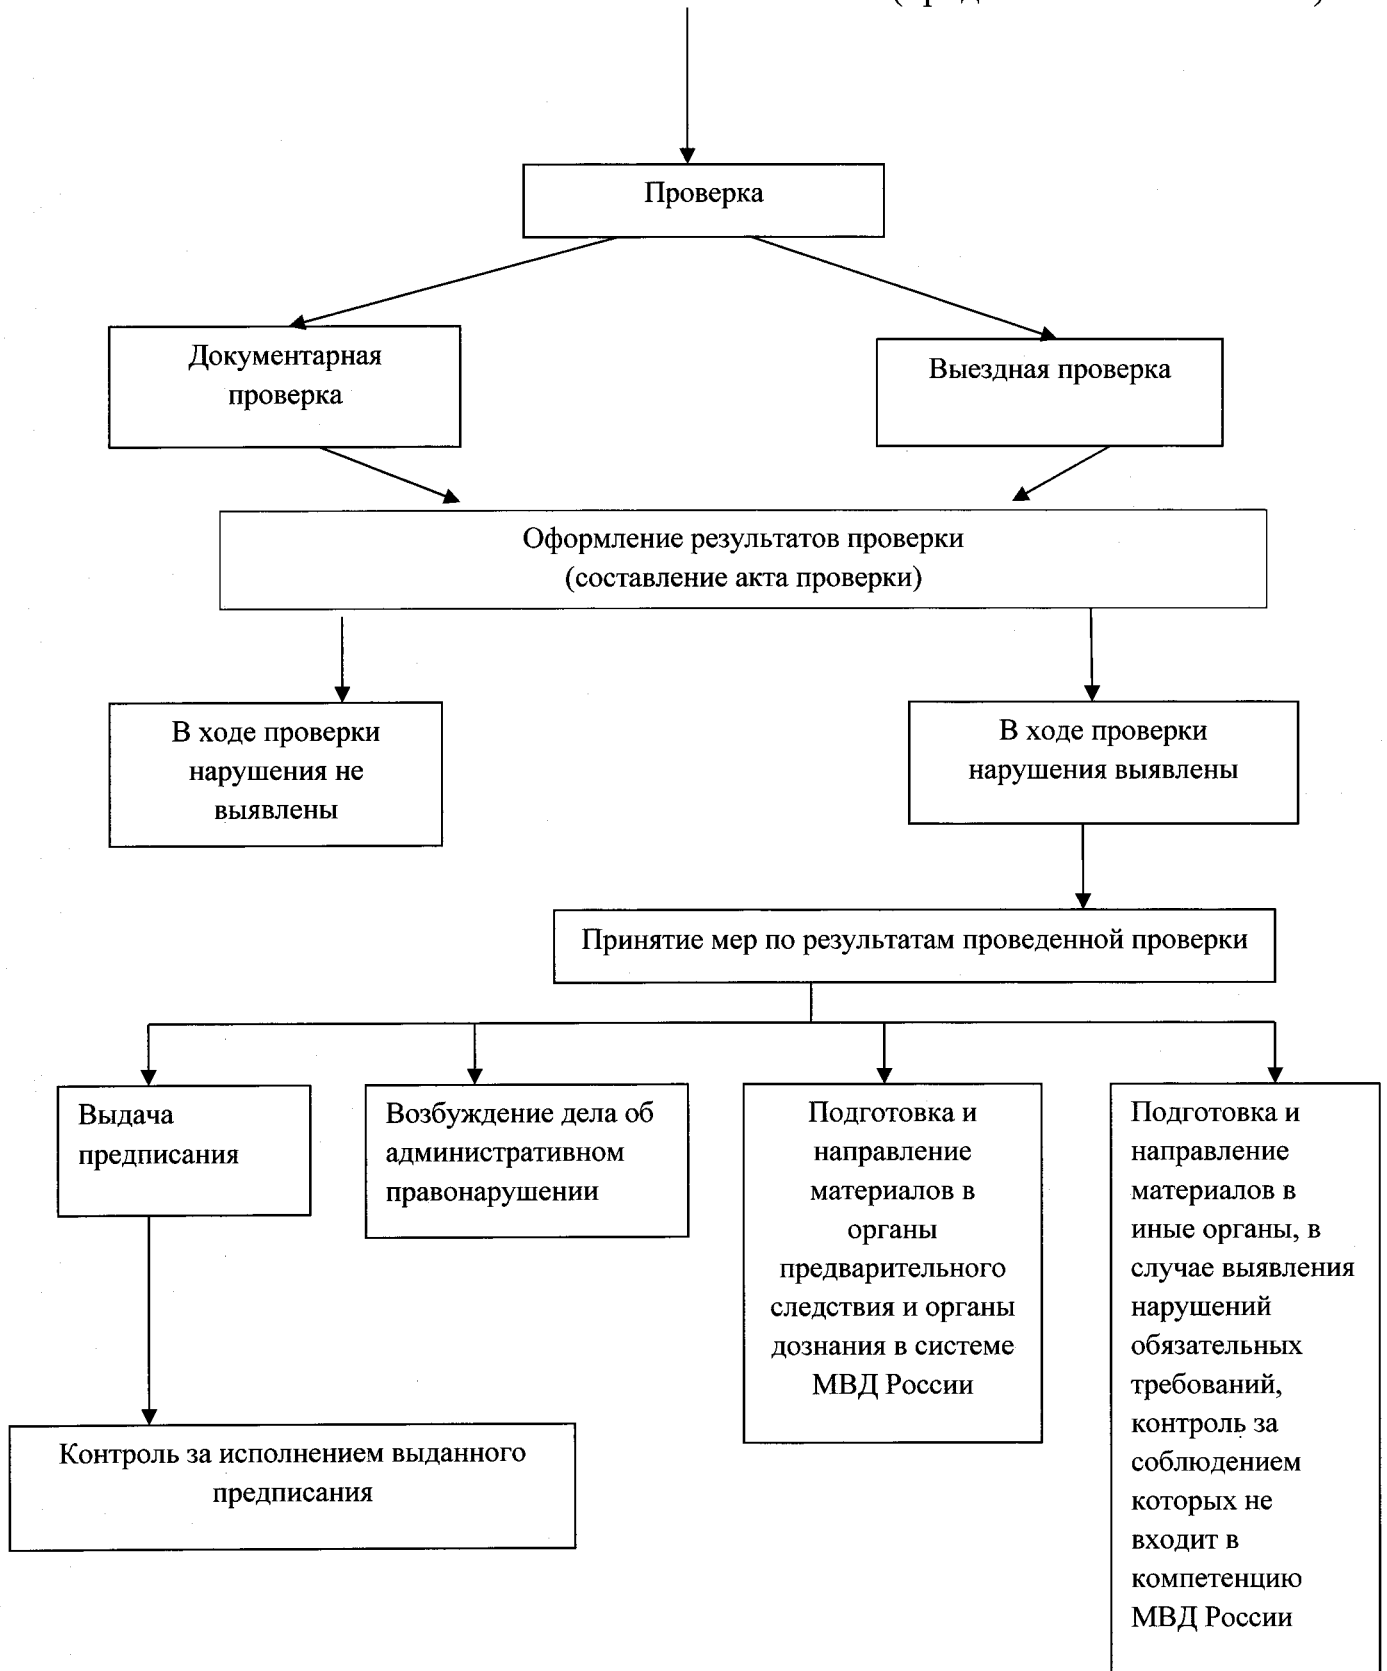 Проверка
Документарная
проверка
Выездная проверка
Оформление результатов проверки
(составление акта проверки)
В ходе проверки
нарушения не
выявлены
В ходе проверки
нарушения выявлены
Принятие мер по результатам проведенной проверки
Выдача
предписания
Возбуждение дела об
административном
правонарушении
Подготовка и
направление
материалов в
органы
предварительного
следствия и органы
дознания в системе
МВД России
Подготовка и
направление
материалов в
иные органы, в
случае выявления
нарушений
обязательных
требований,
контроль за
соблюдением
которых не
входит в
компетенцию
МВД России
Контроль за исполнением выданного
предписания